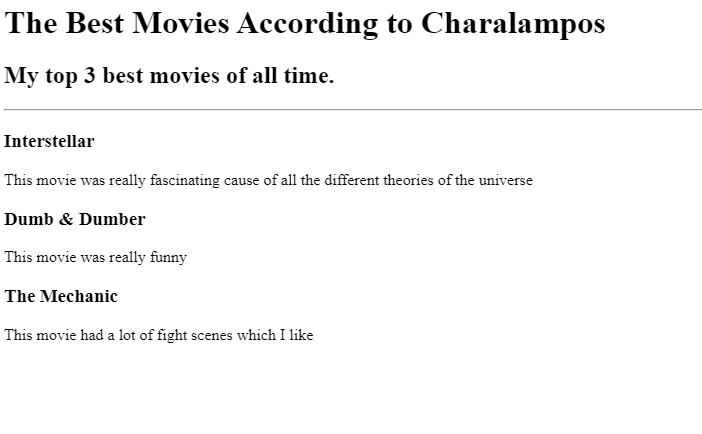 The Best Movies According to Charalampos
My top 3 best movies of all time.
Interstellar
This movie was really fascinating cause of all the different theories of the universe
Dumb & Dumber
This movie was really funny
The Mechanic
This movie had a lot of fight scenes which I like